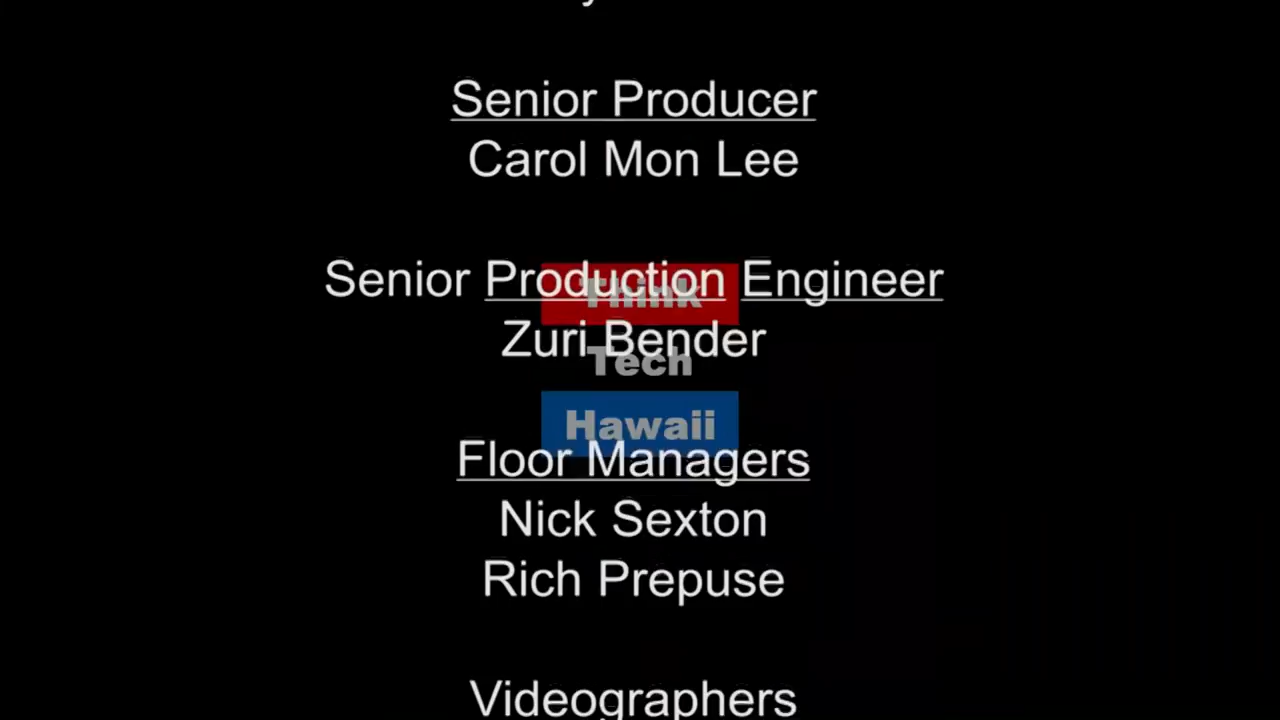 Senior Producer
Carol Mon Lee
Senior Production Engineer
Think
Zuri Bender
Tech
Hawaii
Floor Managers
Nick Sexton
Rich Prepuse
Videographers